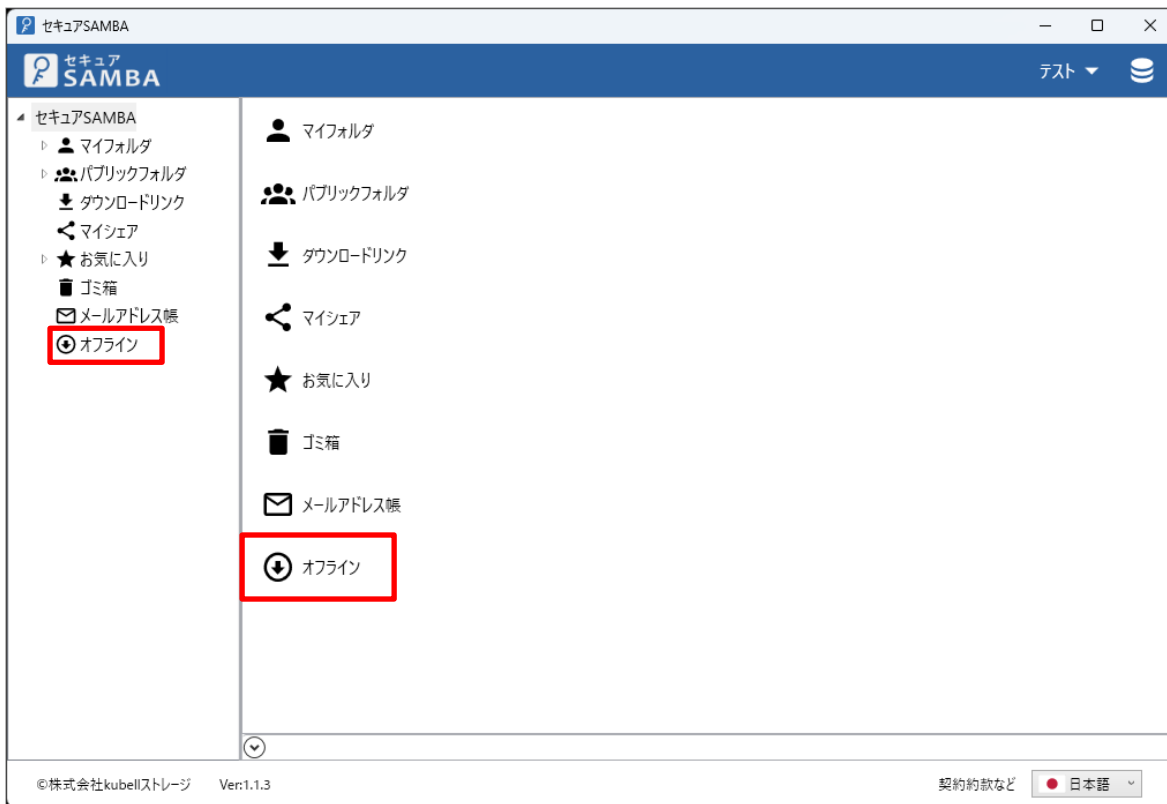 セキュアSAMBA
セキュア
SAMBA
テスト
セキュアSAMBA
マイフォルダ
パブリックフォルダ
ダウンロードリンク
マイシェア
お気に入り
ゴミ箱
メールアドレス帳
オフライン
マイフォルダ
パブリックフォルダ
ダウンロードリンク
マイシェア
お気に入り
ゴミ箱
メールアドレス帳
オフライン
©株式会社kubellストレージ Ver:1.1.3
契約約款など 日本語